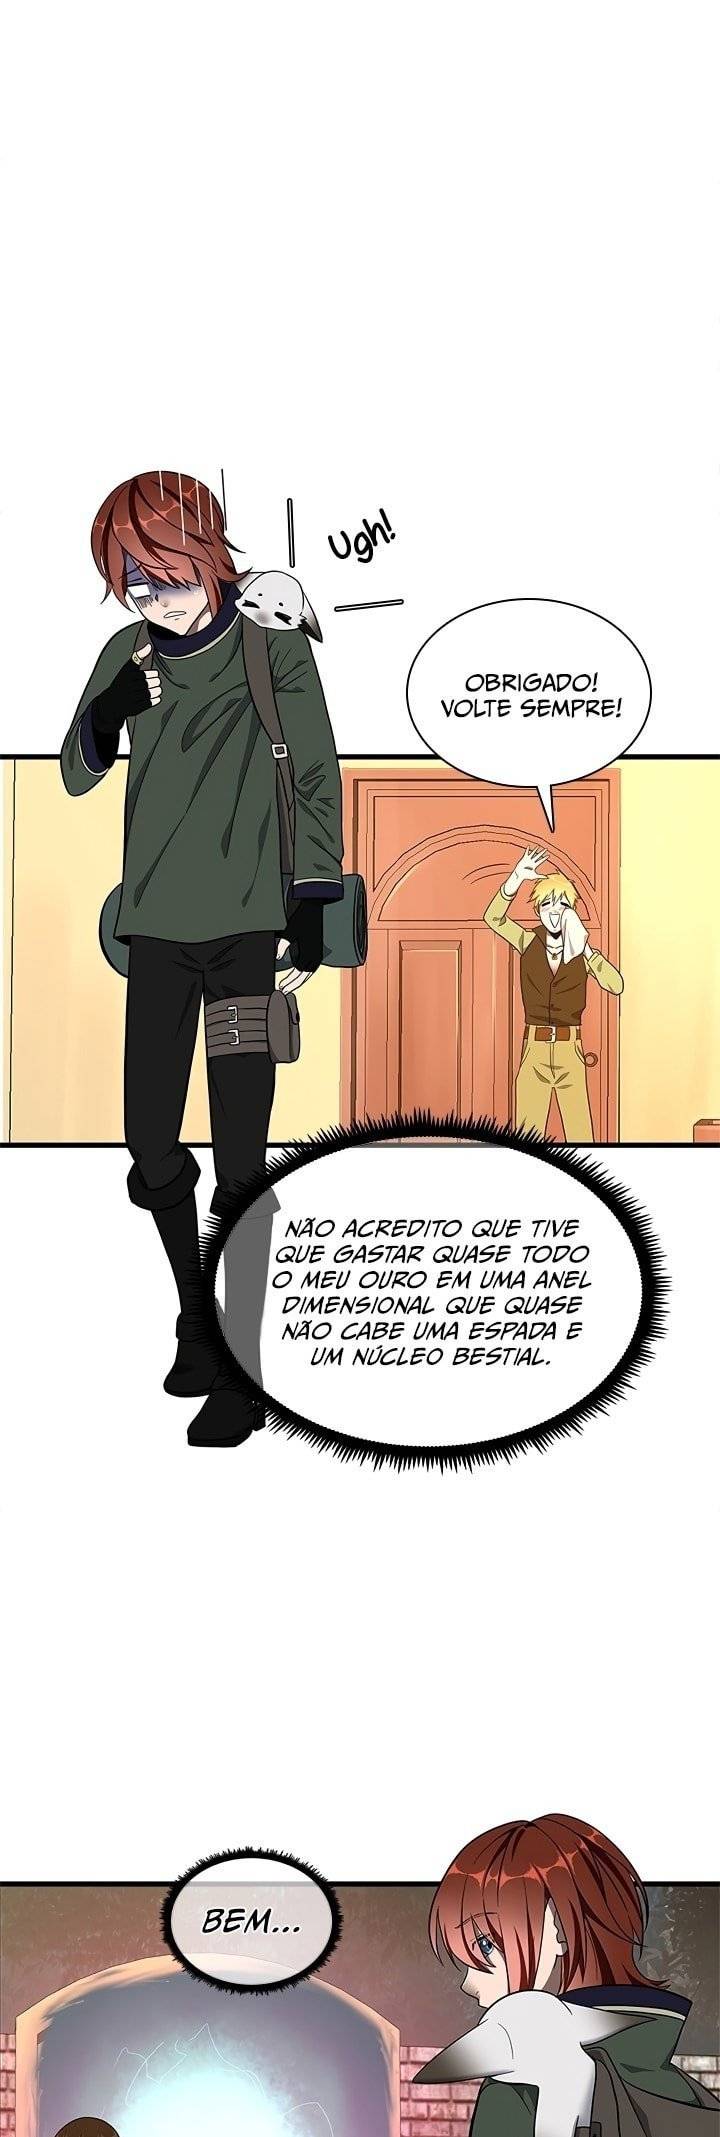 Ugh!
OBRIGADO!
VOLTE SEMPRE!
NÃO ACREDITO QUE TIVE
QUE GASTAR QUASE TODO
O MEU OURO EM UMA ANEL
DIMENSIONAL QUE QUASE
NÃO CABE UMA ESPADA E
UM NÚCLEO BESTIAL.
BEM...